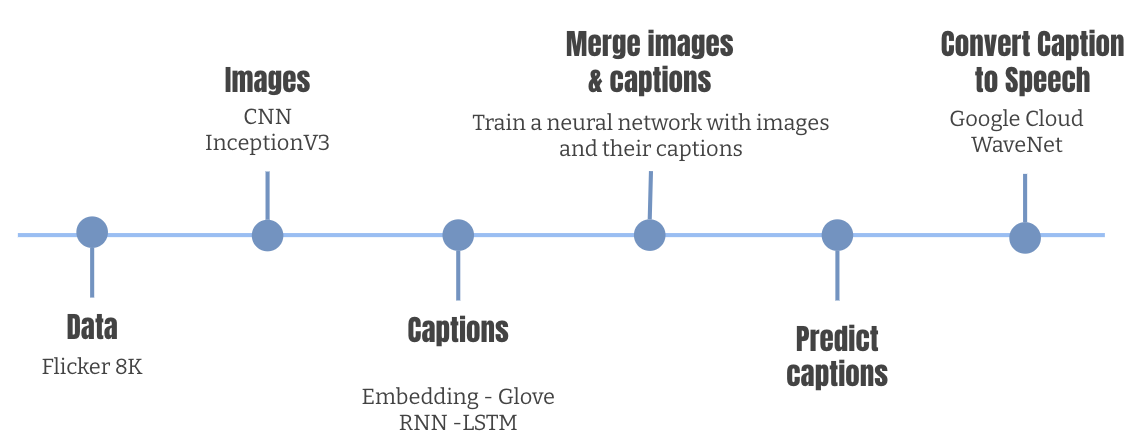 Data
Flicker 8K
Images
CNN
InceptionV3
Captions
Embedding - Glove
RNN -LSTM
Merge images
& captions
Train a neural network with images
and their captions
Predict
captions
Convert Caption
to Speech
Google Cloud
WaveNet